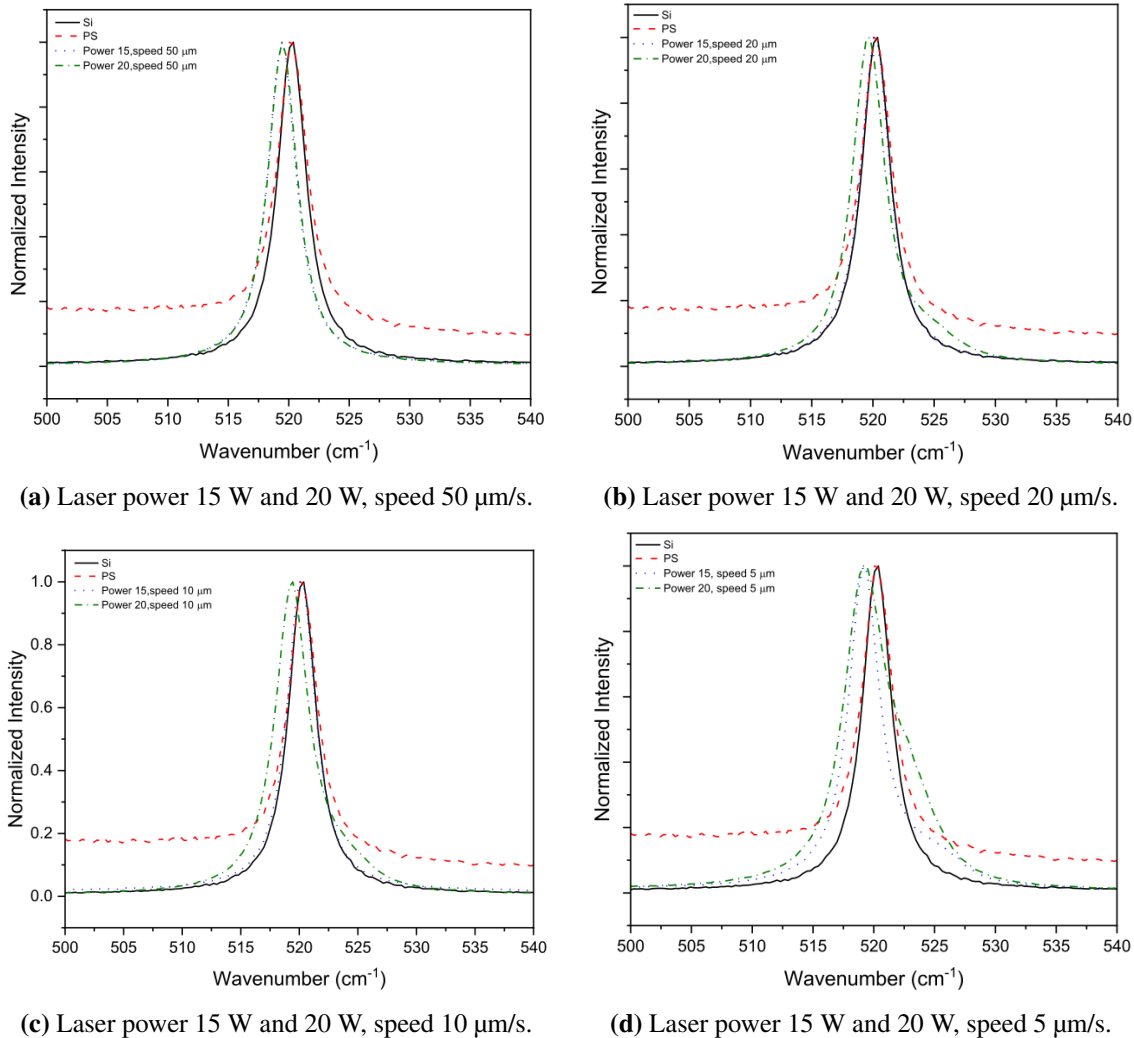 Si
PS
Power 15,speed 50 μm
Power 20,speed 50 μm
Normalized Intensity
500 505 510 515 520 525 530 535 540
Wavenumber (cm-1)
(a) Laser power 15 W and 20 W, speed 50 μm/s.
Si
PS
Power 15,speed 20 μm
Power 20,speed 20 μm
Normalized Intensity
500 505 510 515 520 525 530 535 540
Wavenumber (cm-1)
(b) Laser power 15 W and 20 W, speed 20 μm/s.
Si
PS
Power 15,speed 10 μm
Power 20,speed 10 μm
Normalized Intensity
1.0
0.8
0.6
0.4
0.2
0.0
500 505 510 515 520 525 530 535 540
Wavenumber (cm-1)
(c) Laser power 15 W and 20 W, speed 10 μm/s.
Si
PS
Power 15, speed 5 μm
Power 20, speed 5 μm
Normalized Intensity
500 505 510 515 520 525 530 535 540
Wavenumber (cm-1)
(d) Laser power 15 W and 20 W, speed 5 μm/s.